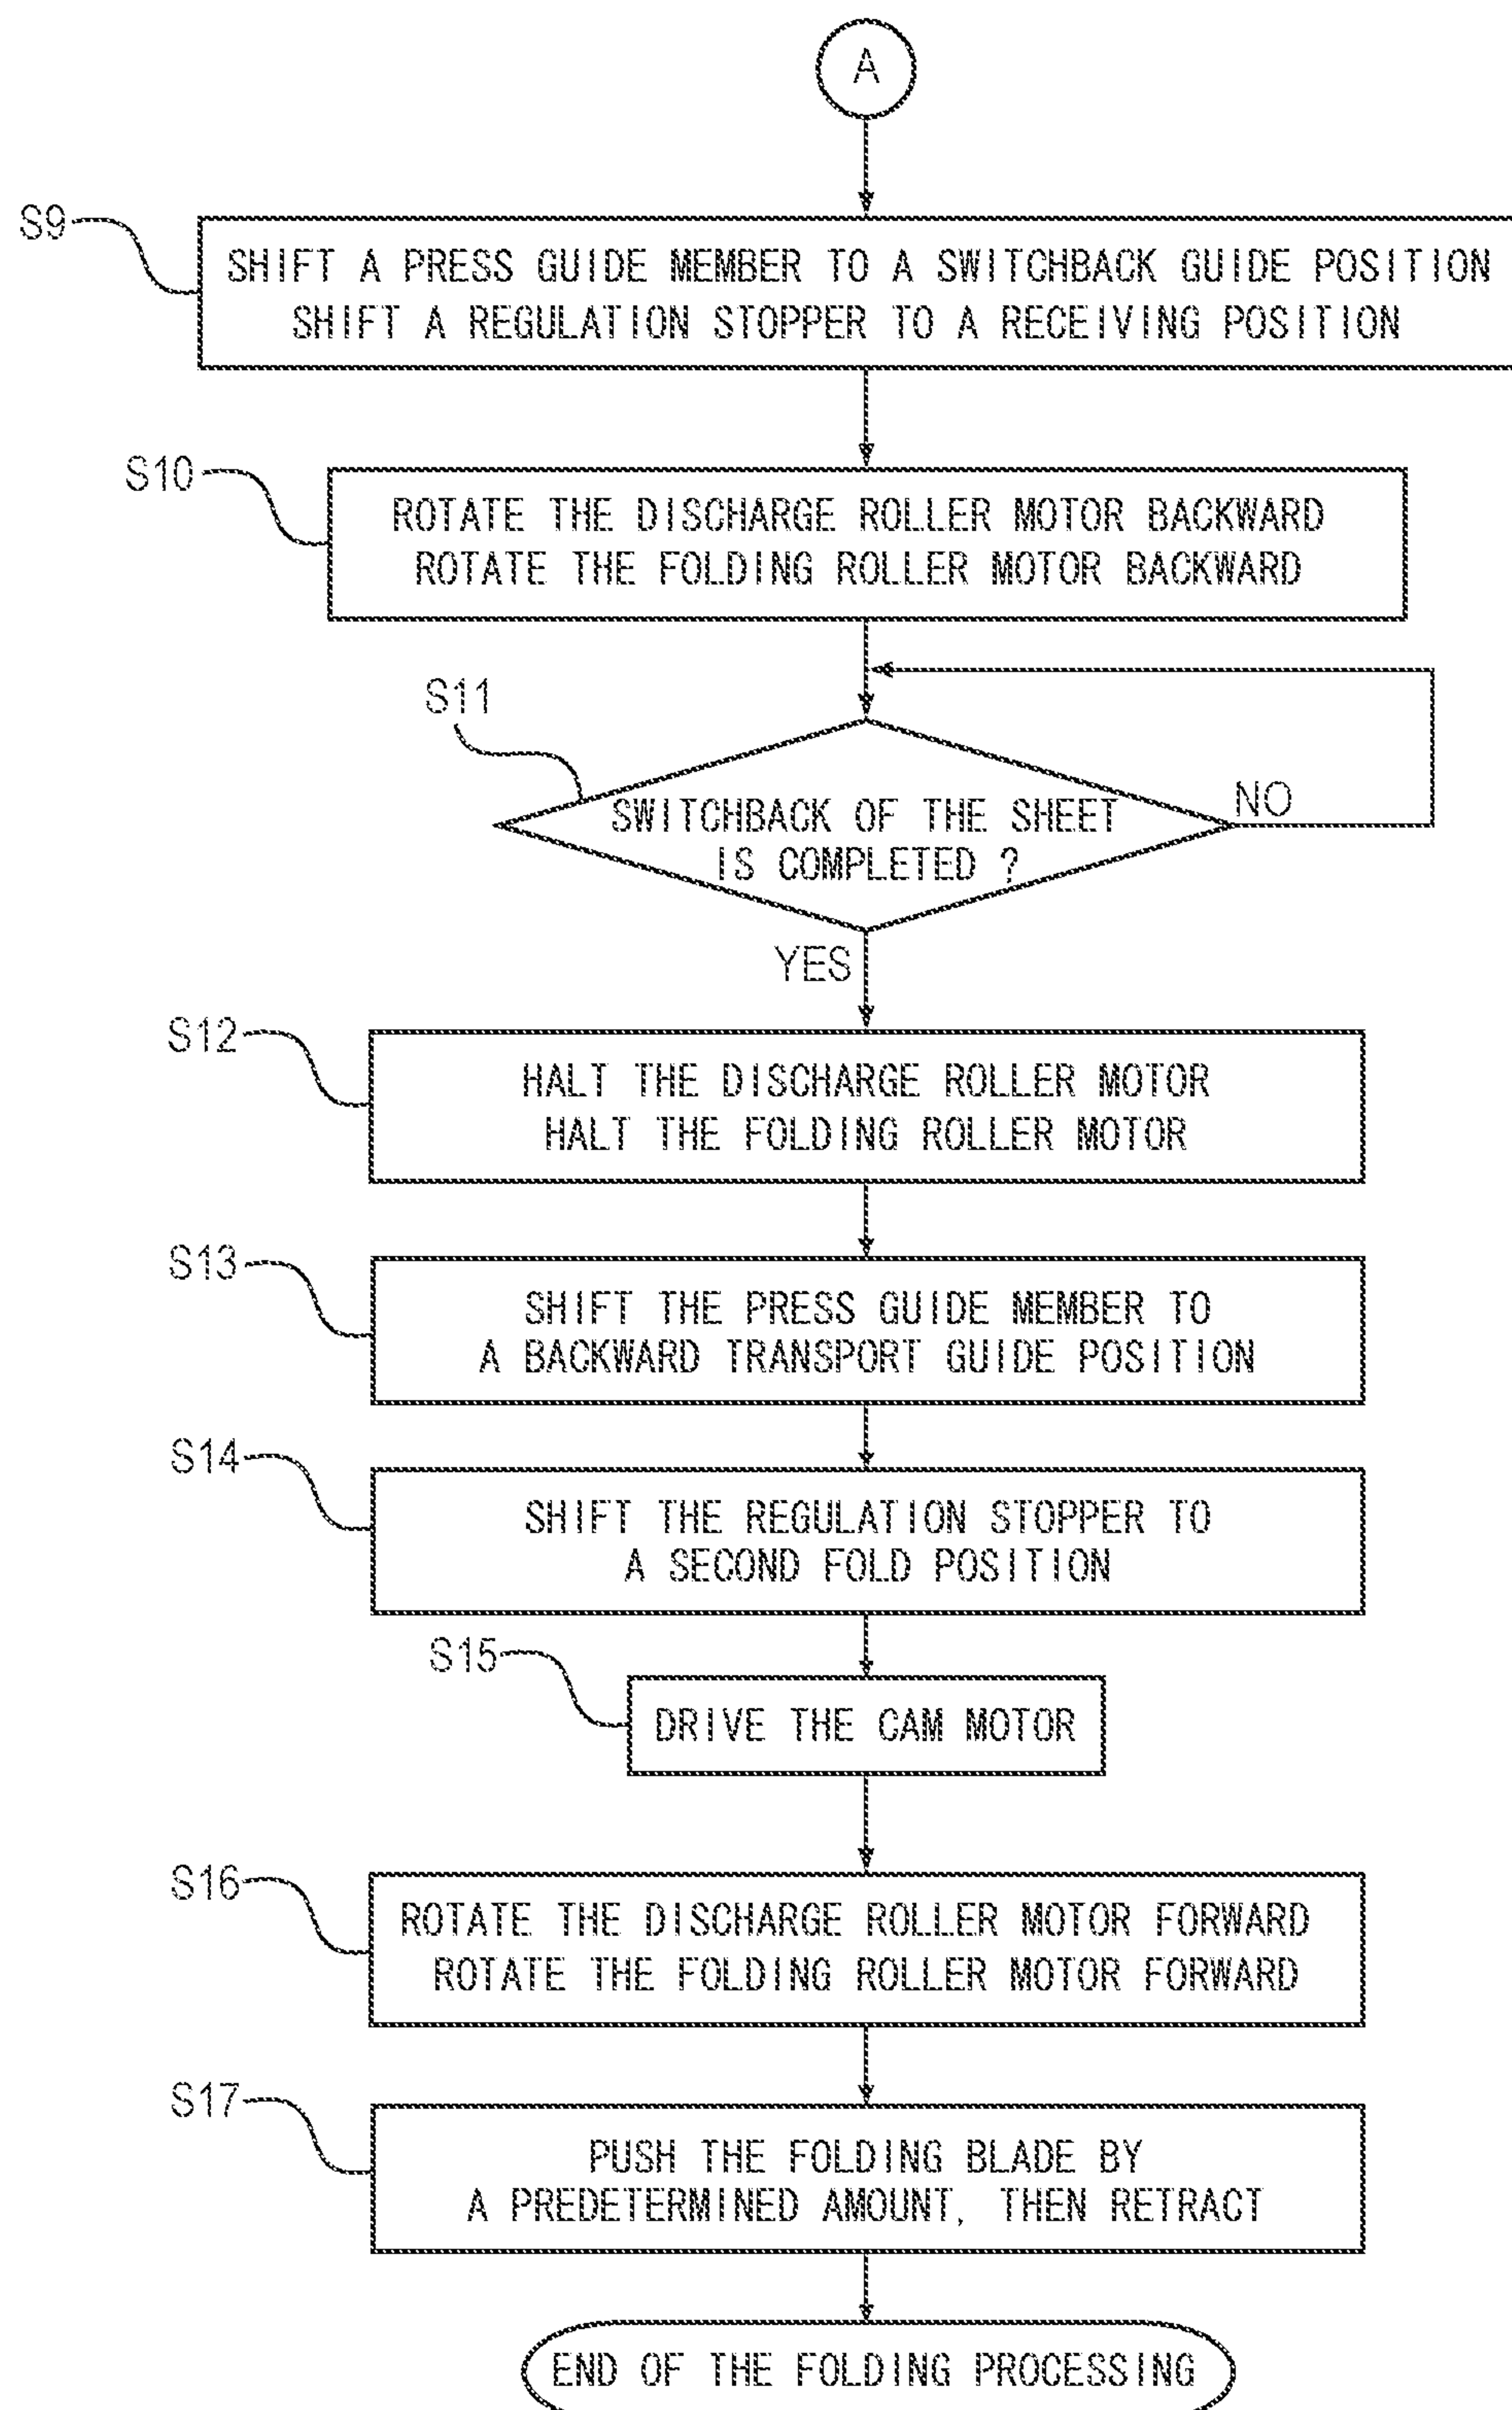 A
S9
SHIFT A PRESS GUIDE MEMBER TO A SWITCHBACK GUIDE POSITION
SHIFT A REGULATION STOPPER TO A RECEIVING POSITION
S10
ROTATE THE DISCHARGE ROLLER MOTOR BACKWARD
ROTATE THE FOLDING ROLLER MOTOR BACKWARD
S11
SWITCHBACK OF THE SHEET
IS COMPLETED ?
NO
YES
S12
HALT THE DISCHARGE ROLLER MOTOR
HALT THE FOLDING ROLLER MOTOR
S13
SHIFT THE PRESS GUIDE MEMBER TO
A BACKWARD TRANSPORT GUIDE POSITION
S14
SHIFT THE REGULATION STOPPER TO
A SECOND FOLD POSITION
S15
DRIVE THE CAM MOTOR
S16
ROTATE THE DISCHARGE ROLLER MOTOR FORWARD
ROTATE THE FOLDING ROLLER MOTOR FORWARD
S17
PUSH THE FOLDING BLADE BY
A PREDETERMINED AMOUNT, THEN RETRACT
END OF THE FOLDING PROCESSING